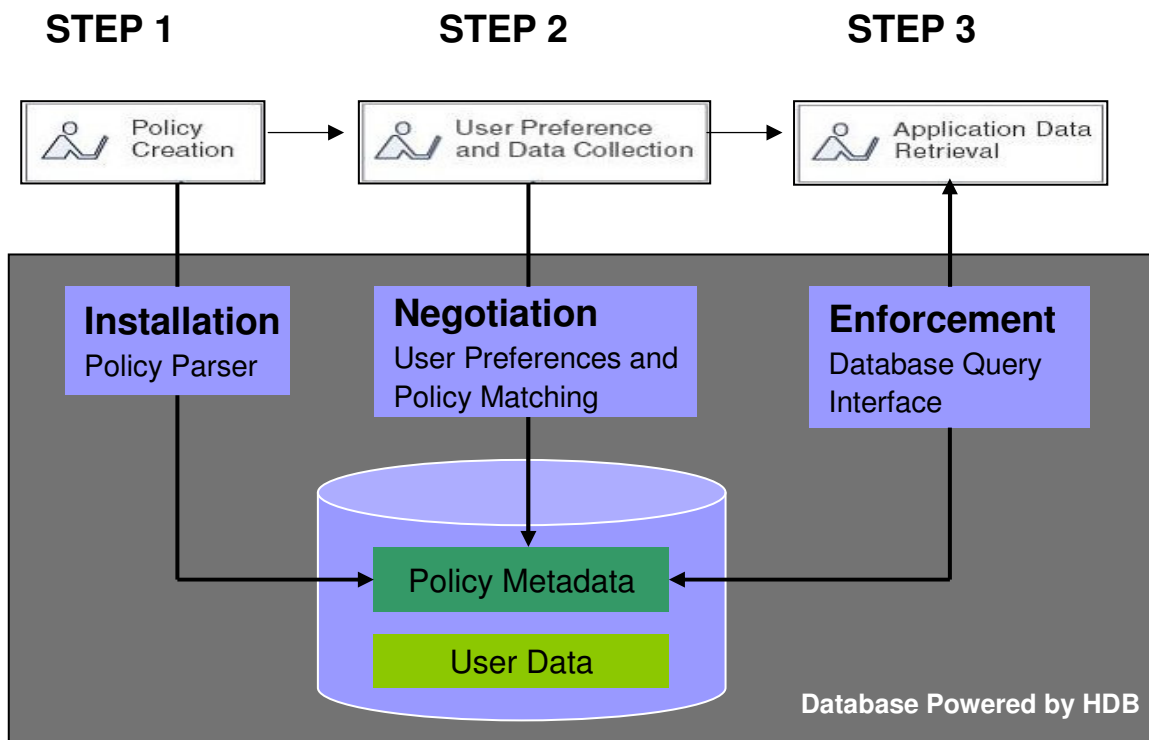 STEP 1
STEP 2
STEP 3
Policy
Creation
User Preference
and Data Collection
Application Data
Retrieval
Installation
Policy Parser
Negotiation
User Preferences and
Policy Matching
Enforcement
Database Query
Interface
Policy Metadata
User Data
Database Powered by HDB